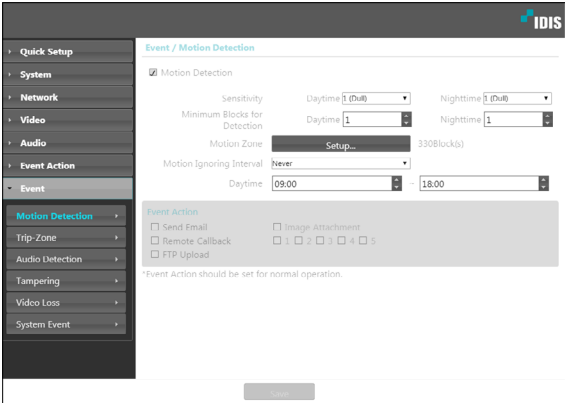 IDIS
Quick Setup
System
Network
Video
Audio
Event Action
Event
Motion Detection
Trip-Zone
Audio Detection
Tampering
Video Loss
System Event
Event / Motion Detection
Motion Detection
Sensitivity Daytime 1 (Dull) Nighttime 1 (Dull)
Minimum Blocks for
Detection Daytime 1 Nighttime 1
Motion Zone Setup... 330Block(s)
Motion Ignoring Interval Never
Daytime 09:00 ~ 18:00
Event Action
Send Email Image Attachment
Remote Callback 1 2 3 4 5
FTP Upload
*Event Action should be set for normal operation.
Save